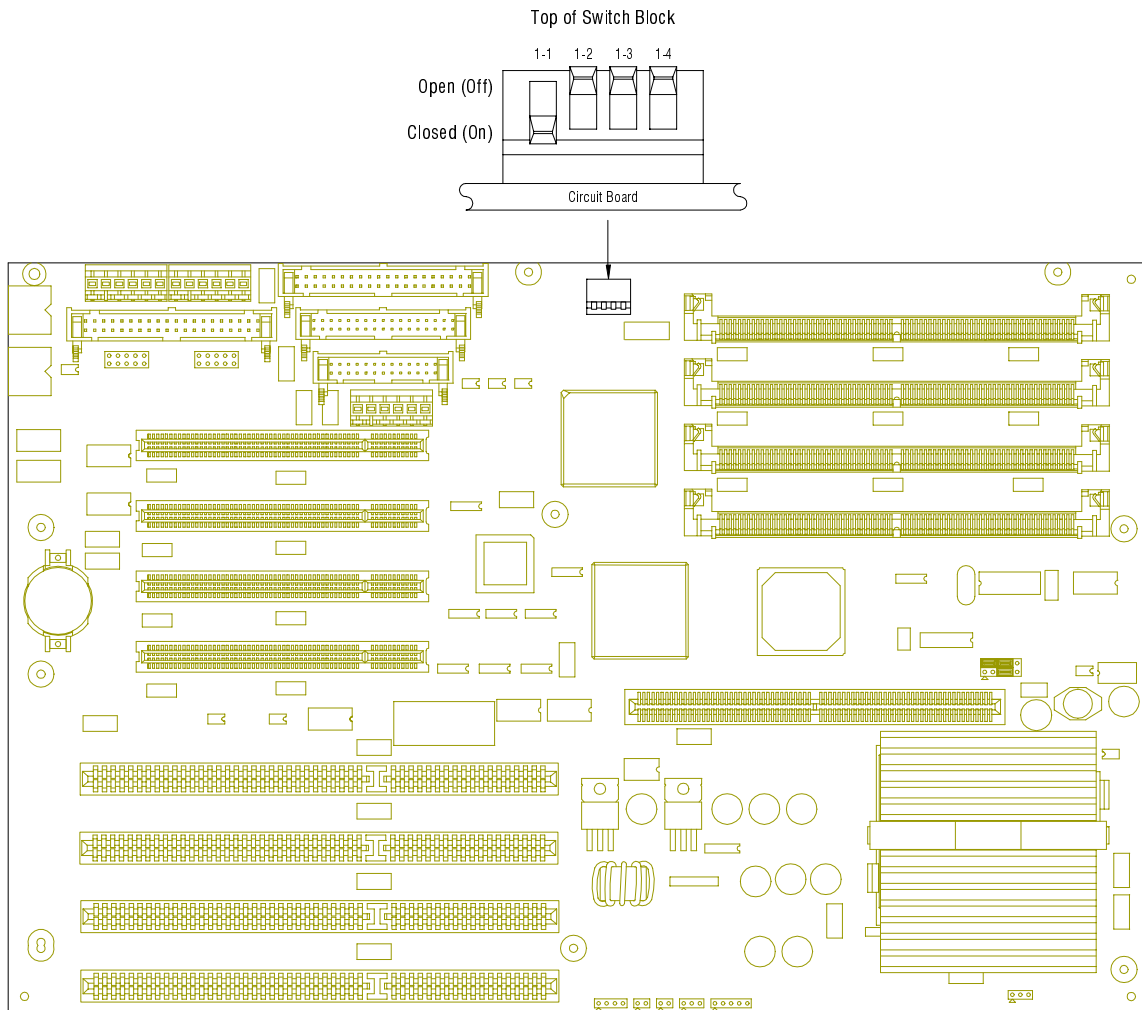 Top of Switch Block
1-1 1-2 1-3 1-4
Open (Off)
Closed (On)
Circuit Board